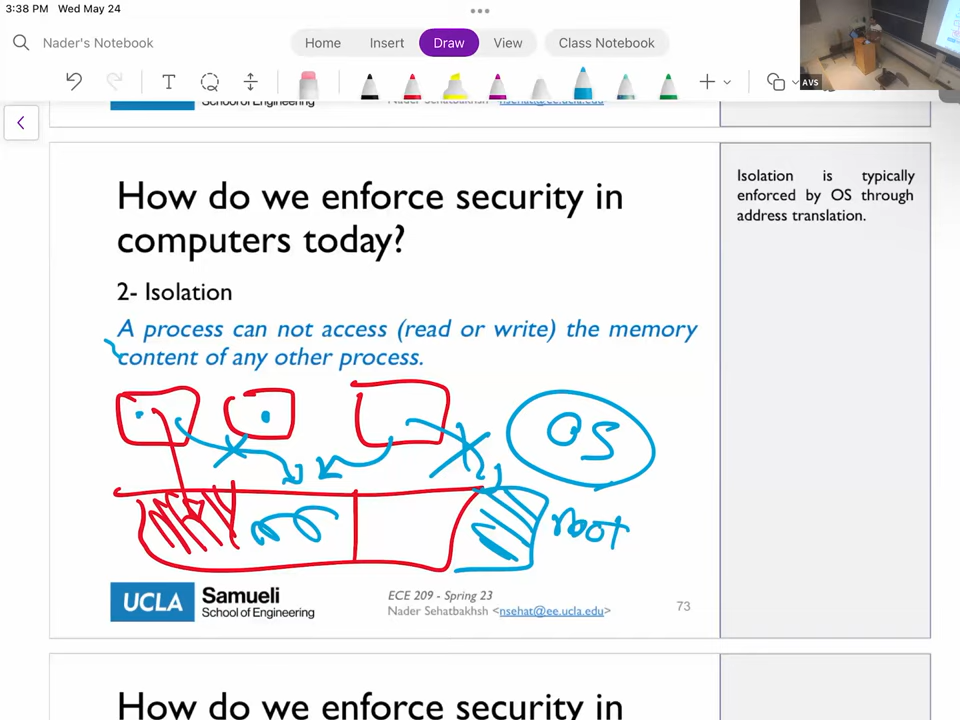 3:38 PM Wed May 24
Nader's Notebook
Home Insert Draw View Class Notebook
AVS
School of Engineering
Nader Sehatbakhsh <nsehat@ee.ucla.edu>
How do we enforce security in
computers today?
2- Isolation
A process can not access (read or write) the memory
content of any other process.
OS
root
UCLA Samueli
School of Engineering
ECE 209 - Spring 23
Nader Sehatbakhsh <nsehat@ee.ucla.edu>
73
Isolation is typically
enforced by OS through
address translation.
How do we enforce security in